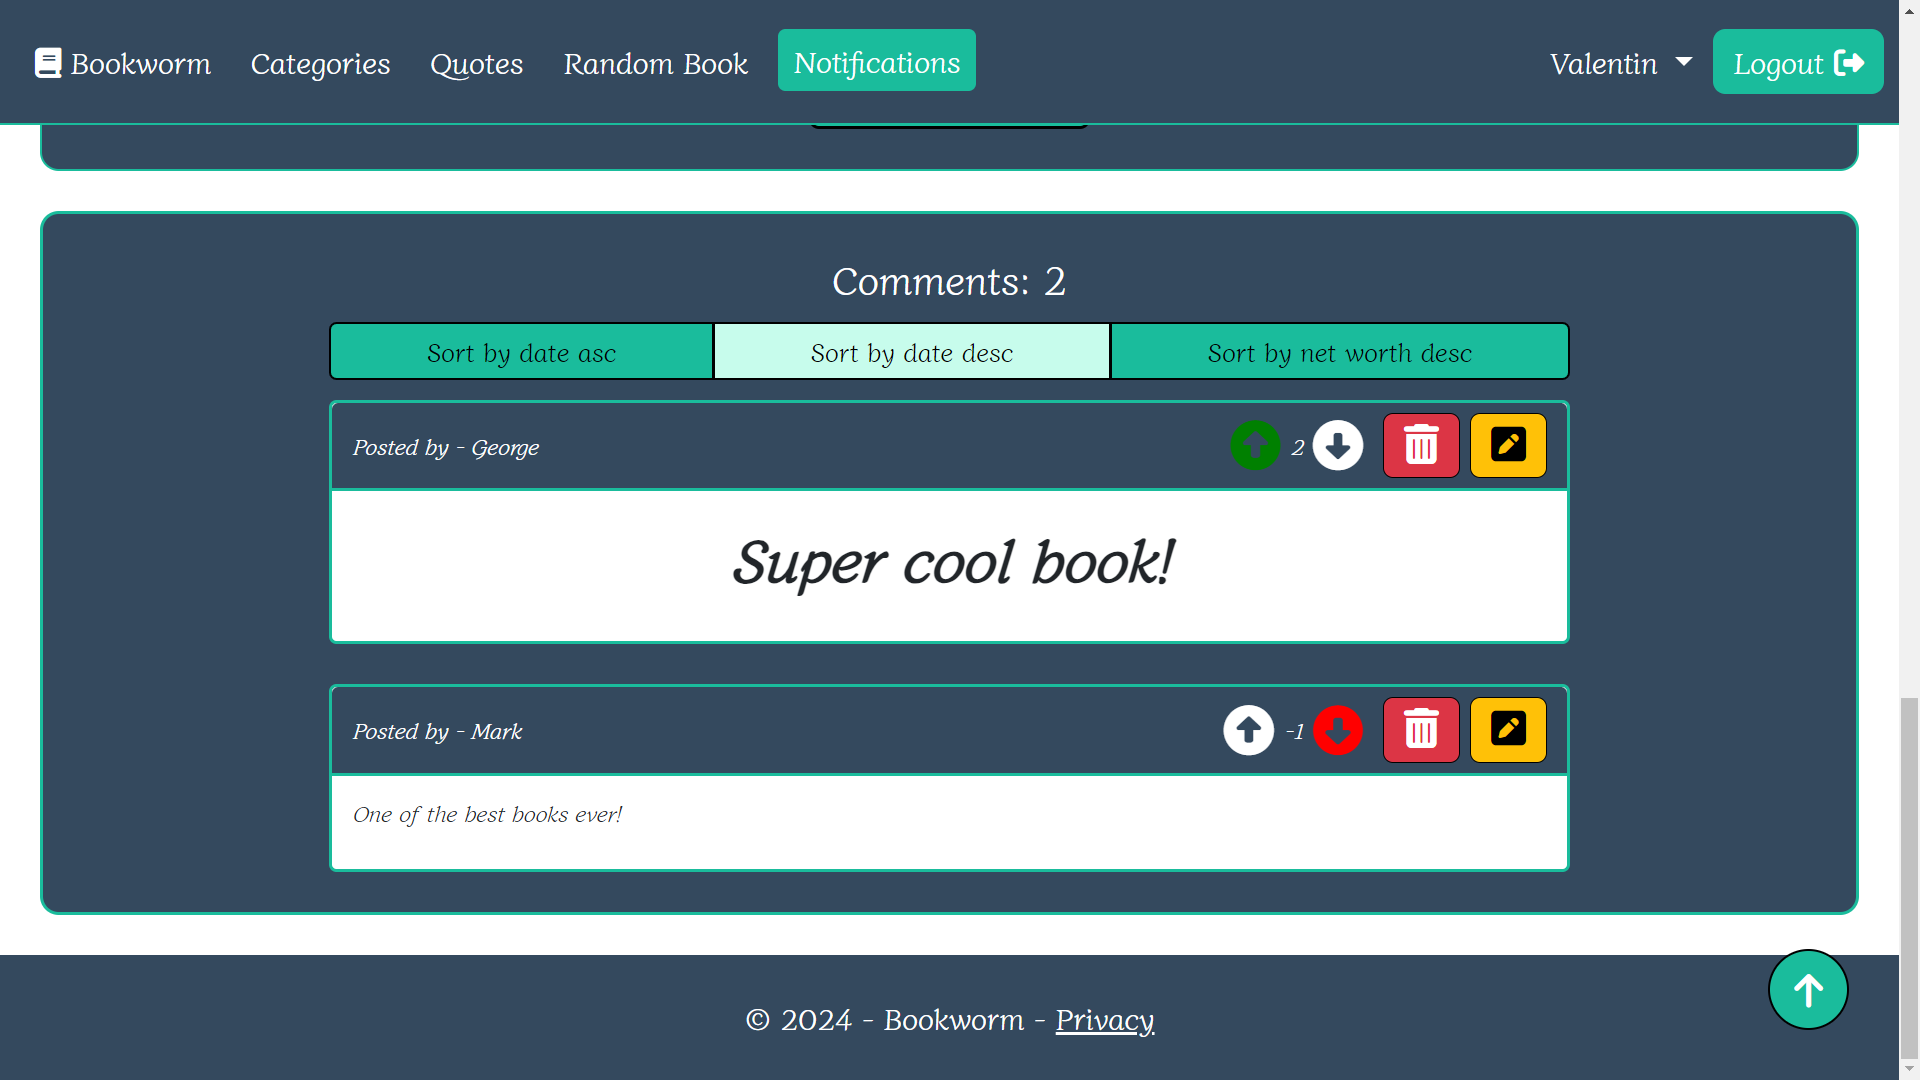 Bookworm Categories Quotes Random Book Notifications Valentin Logout
Comments: 2
Sort by date asc Sort by date desc Sort by net worth desc
Posted by - George 2
Super cool book!
Posted by - Mark -1
One of the best books ever!
© 2024 - Bookworm - Privacy